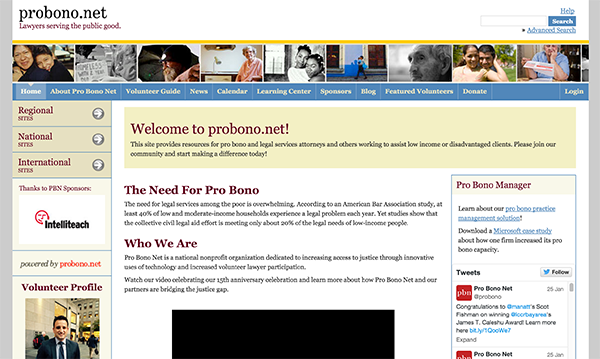 probono.net
Lawyers serving the public good.
Help
Search
» Advanced Search
Home
About Pro Bono Net
Volunteer Guide
News
Calendar
Learning Center
Sponsors
Blog
Featured Volunteers
Donate
Login
Regional
SITES
National
SITES
International
SITES
Thanks to PBN Sponsors:
Intelliteach
powered by probono.net
Volunteer Profile
Welcome to probono.net!
This site provides resources for pro bono and legal services attorneys and others working to assist low income or disadvantaged clients. Please join our
community and start making a difference today!
The Need For Pro Bono
The need for legal services among the poor is overwhelming. According to an American Bar Association study, at
least 40% of low and moderate-income households experience a legal problem each year. Yet studies show that
the collective civil legal aid effort is meeting only about 20% of the legal needs of low-income people.
Who We Are
Pro Bono Net is a national nonprofit organization dedicated to increasing access to justice through innovative
uses of technology and increased volunteer lawyer participation.
Watch our video celebrating our 15th anniversary celebration and learn more about how Pro Bono Net and our
partners are bridging the justice gap.
Pro Bono Manager
Learn about our pro bono practice
management solution!
Download a Microsoft case study
about how one firm increased its pro
bono capacity.
Tweets
Follow
pbn
Pro Bono Net
25 Jan
@probono
Congratulations to @manatt's Scot
Fishman on winning @lcorbayarea's
James T. Caleshu Award! Learn more
here bit.ly/1QooWe7
Expand
Pro Bono Net
25 Jan